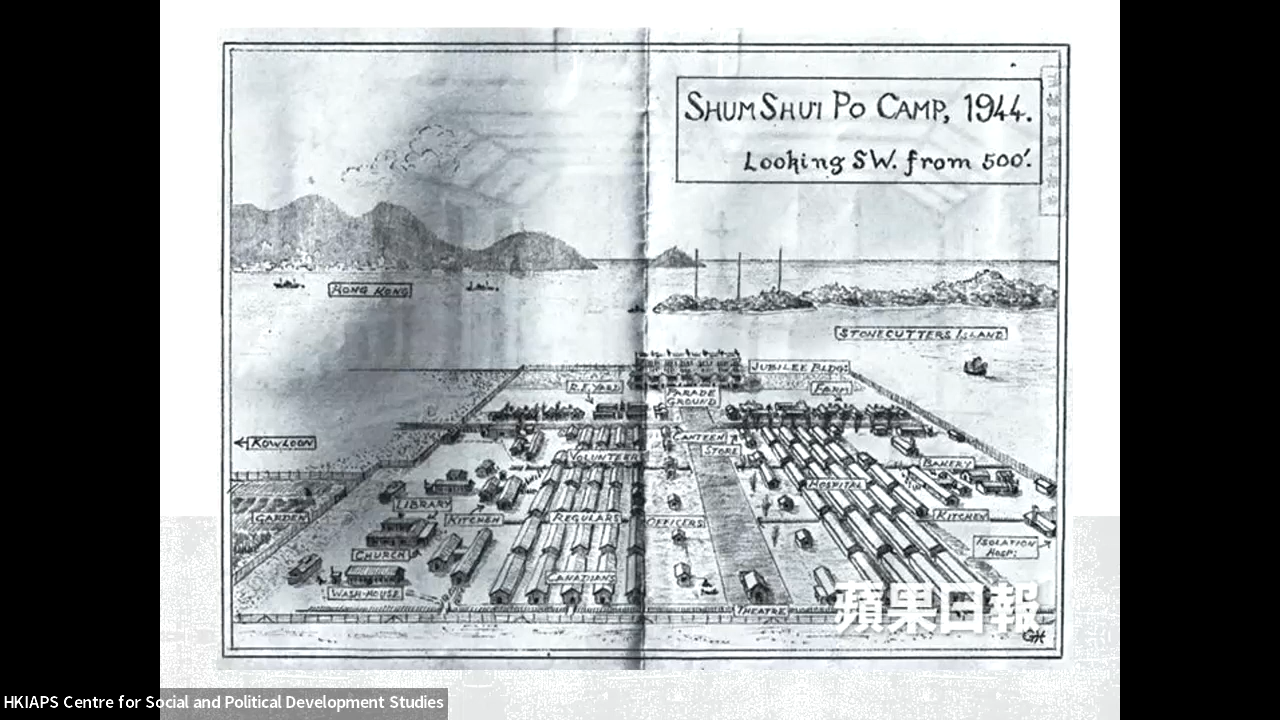 SHUM SHUI PO CAMP, 1944.
Looking SW. from 500'.
HONG KONG
STONECUTTERS ISLAND
JUBILEE BLDG:
R.E. YARD
PARADE
GROUND
FARM
KOWLOON
CANTEEN
STORE
VOLUNTEERS
BAKERY
HOSPITAL
LIBRARY
GARDEN
KITCHEN
REGULARS
OFFICERS
KITCHEN
ISOLATION
HOSP:
CHURCH
CANADIANS
WASH-HOUSE
THEATRE
蘋果日報
GH
HKIAPS Centre for Social and Political Development Studies